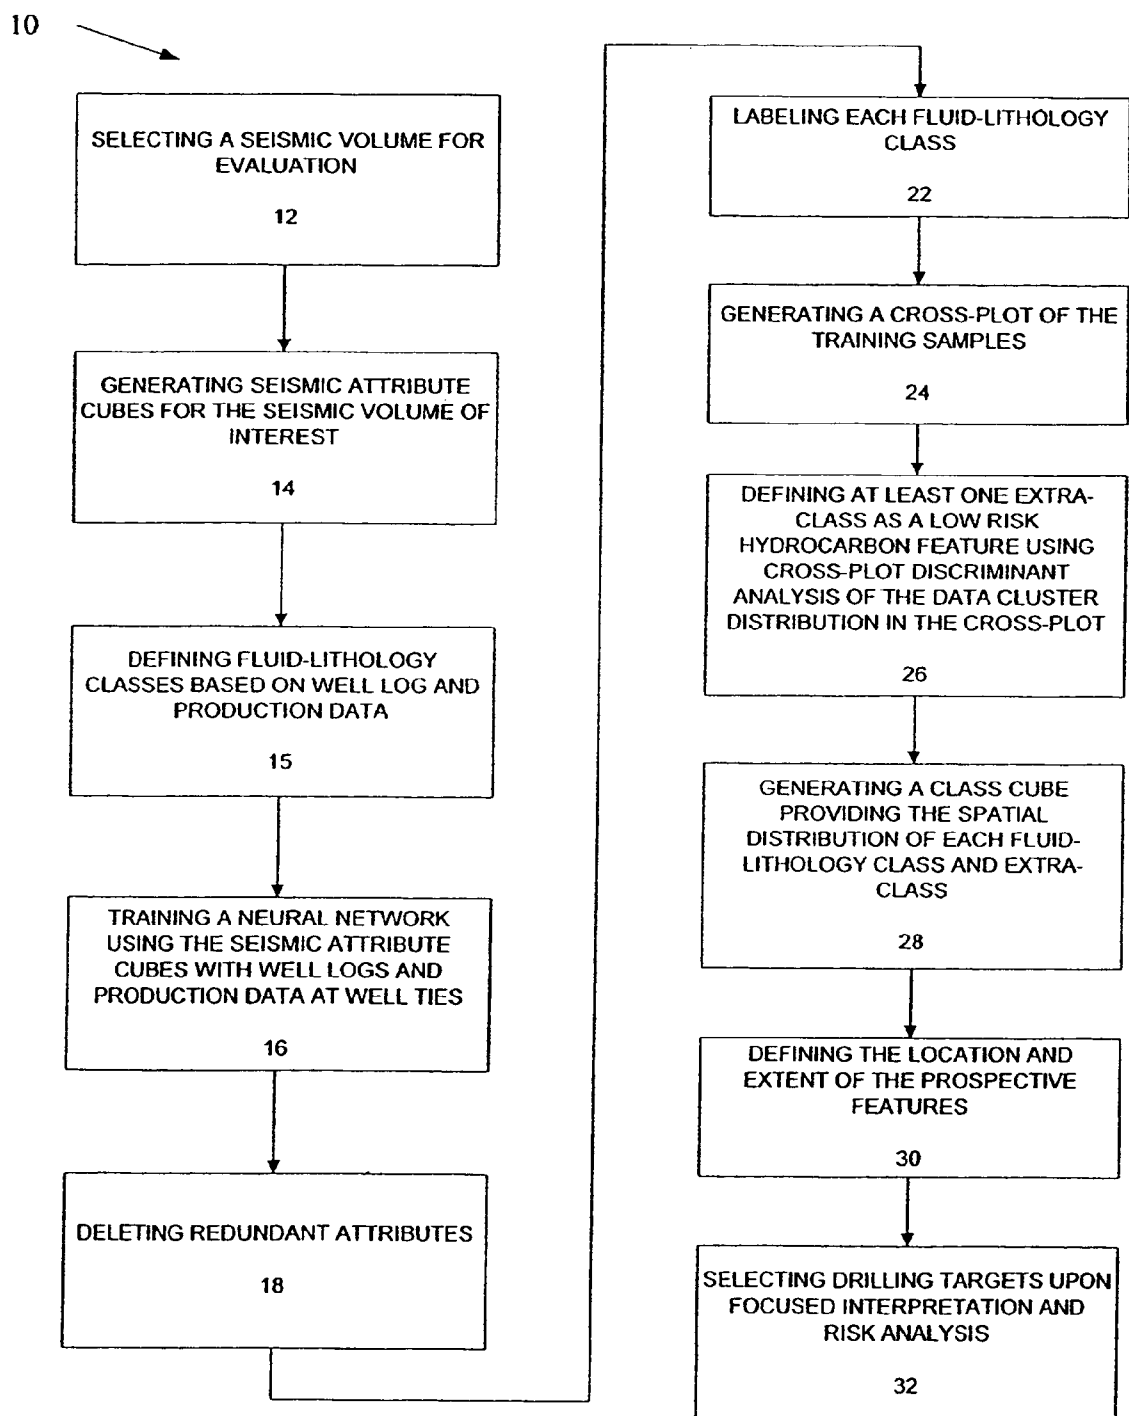 10
SELECTING A SEISMIC VOLUME FOR
EVALUATION
12
GENERATING SEISMIC ATTRIBUTE
CUBES FOR THE SEISMIC VOLUME OF
INTEREST
14
DEFINING FLUID-LITHOLOGY
CLASSES BASED ON WELL LOG AND
PRODUCTION DATA
15
TRAINING A NEURAL NETWORK
USING THE SEISMIC ATTRIBUTE
CUBES WITH WELL LOGS AND
PRODUCTION DATA AT WELL TIES
16
DELETING REDUNDANT ATTRIBUTES
18
LABELING EACH FLUID-LITHOLOGY
CLASS
22
GENERATING A CROSS-PLOT OF THE
TRAINING SAMPLES
24
DEFINING AT LEAST ONE EXTRA-
CLASS AS A LOW RISK
HYDROCARBON FEATURE USING
CROSS-PLOT DISCRIMINANT
ANALYSIS OF THE DATA CLUSTER
DISTRIBUTION IN THE CROSS-PLOT
26
GENERATING A CLASS CUBE
PROVIDING THE SPATIAL
DISTRIBUTION OF EACH FLUID-
LITHOLOGY CLASS AND EXTRA-
CLASS
28
DEFINING THE LOCATION AND
EXTENT OF THE PROSPECTIVE
FEATURES
30
SELECTING DRILLING TARGETS UPON
FOCUSED INTERPRETATION AND
RISK ANALYSIS
32